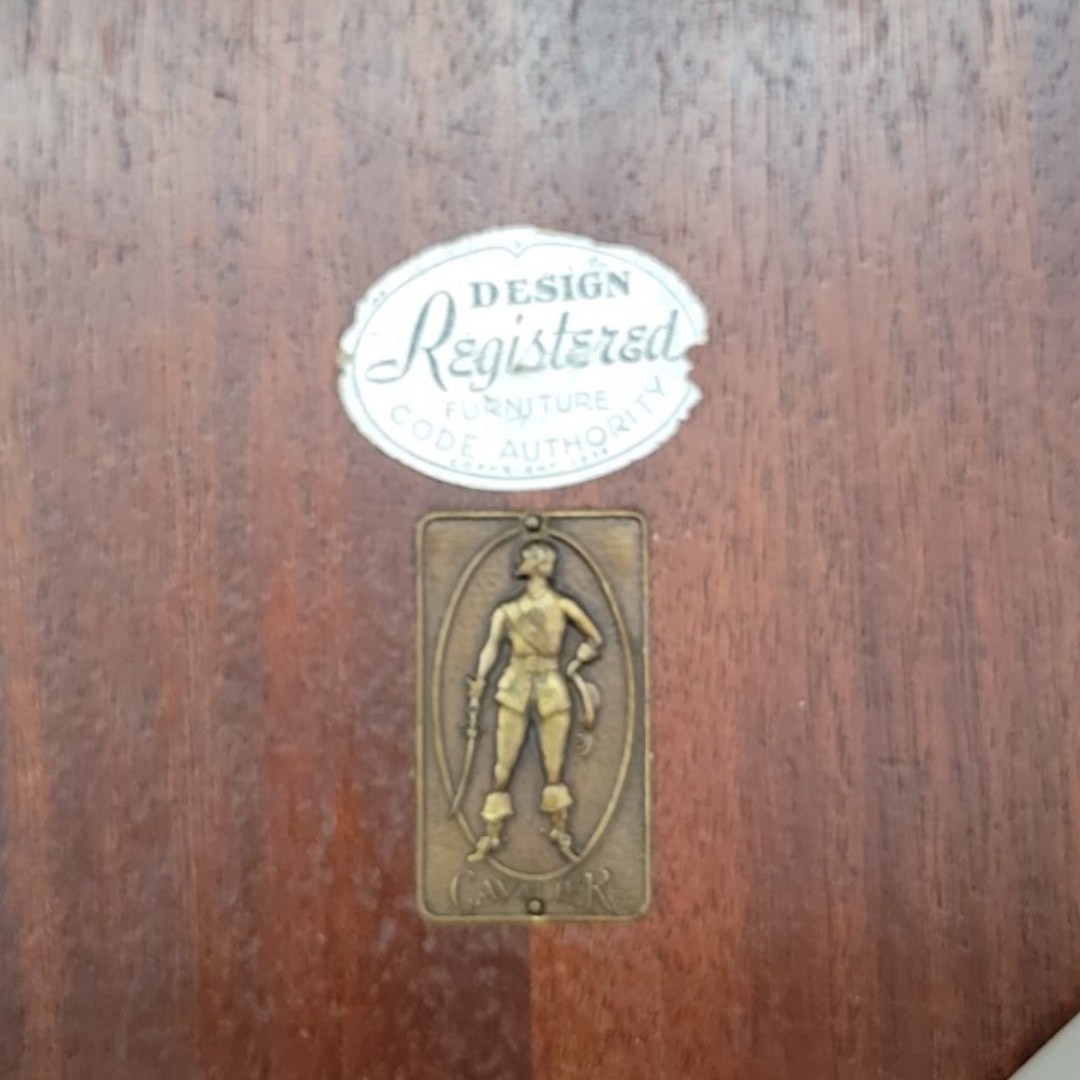 DESIGN
Registered
FURNITURE
CODE AUTHORITY
CAVALIER